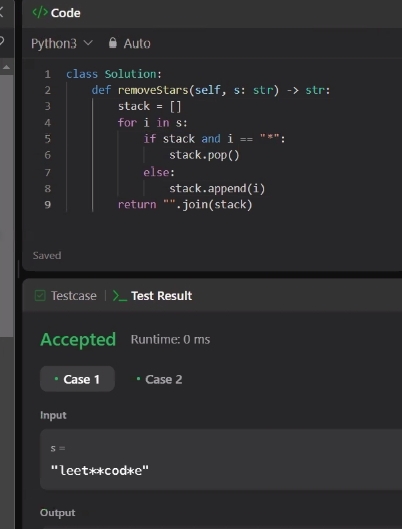 </> Code
Python3 Auto
1 class Solution:
2     def removeStars(self, s: str) -> str:
3         stack = []
4         for i in s:
5             if stack and i == "*":
6                 stack.pop()
7             else:
8                 stack.append(i)
9         return "".join(stack)
Saved
Testcase >_ Test Result
Accepted Runtime: 0 ms
• Case 1 • Case 2
Input
s =
"leet**cod*e"
Output